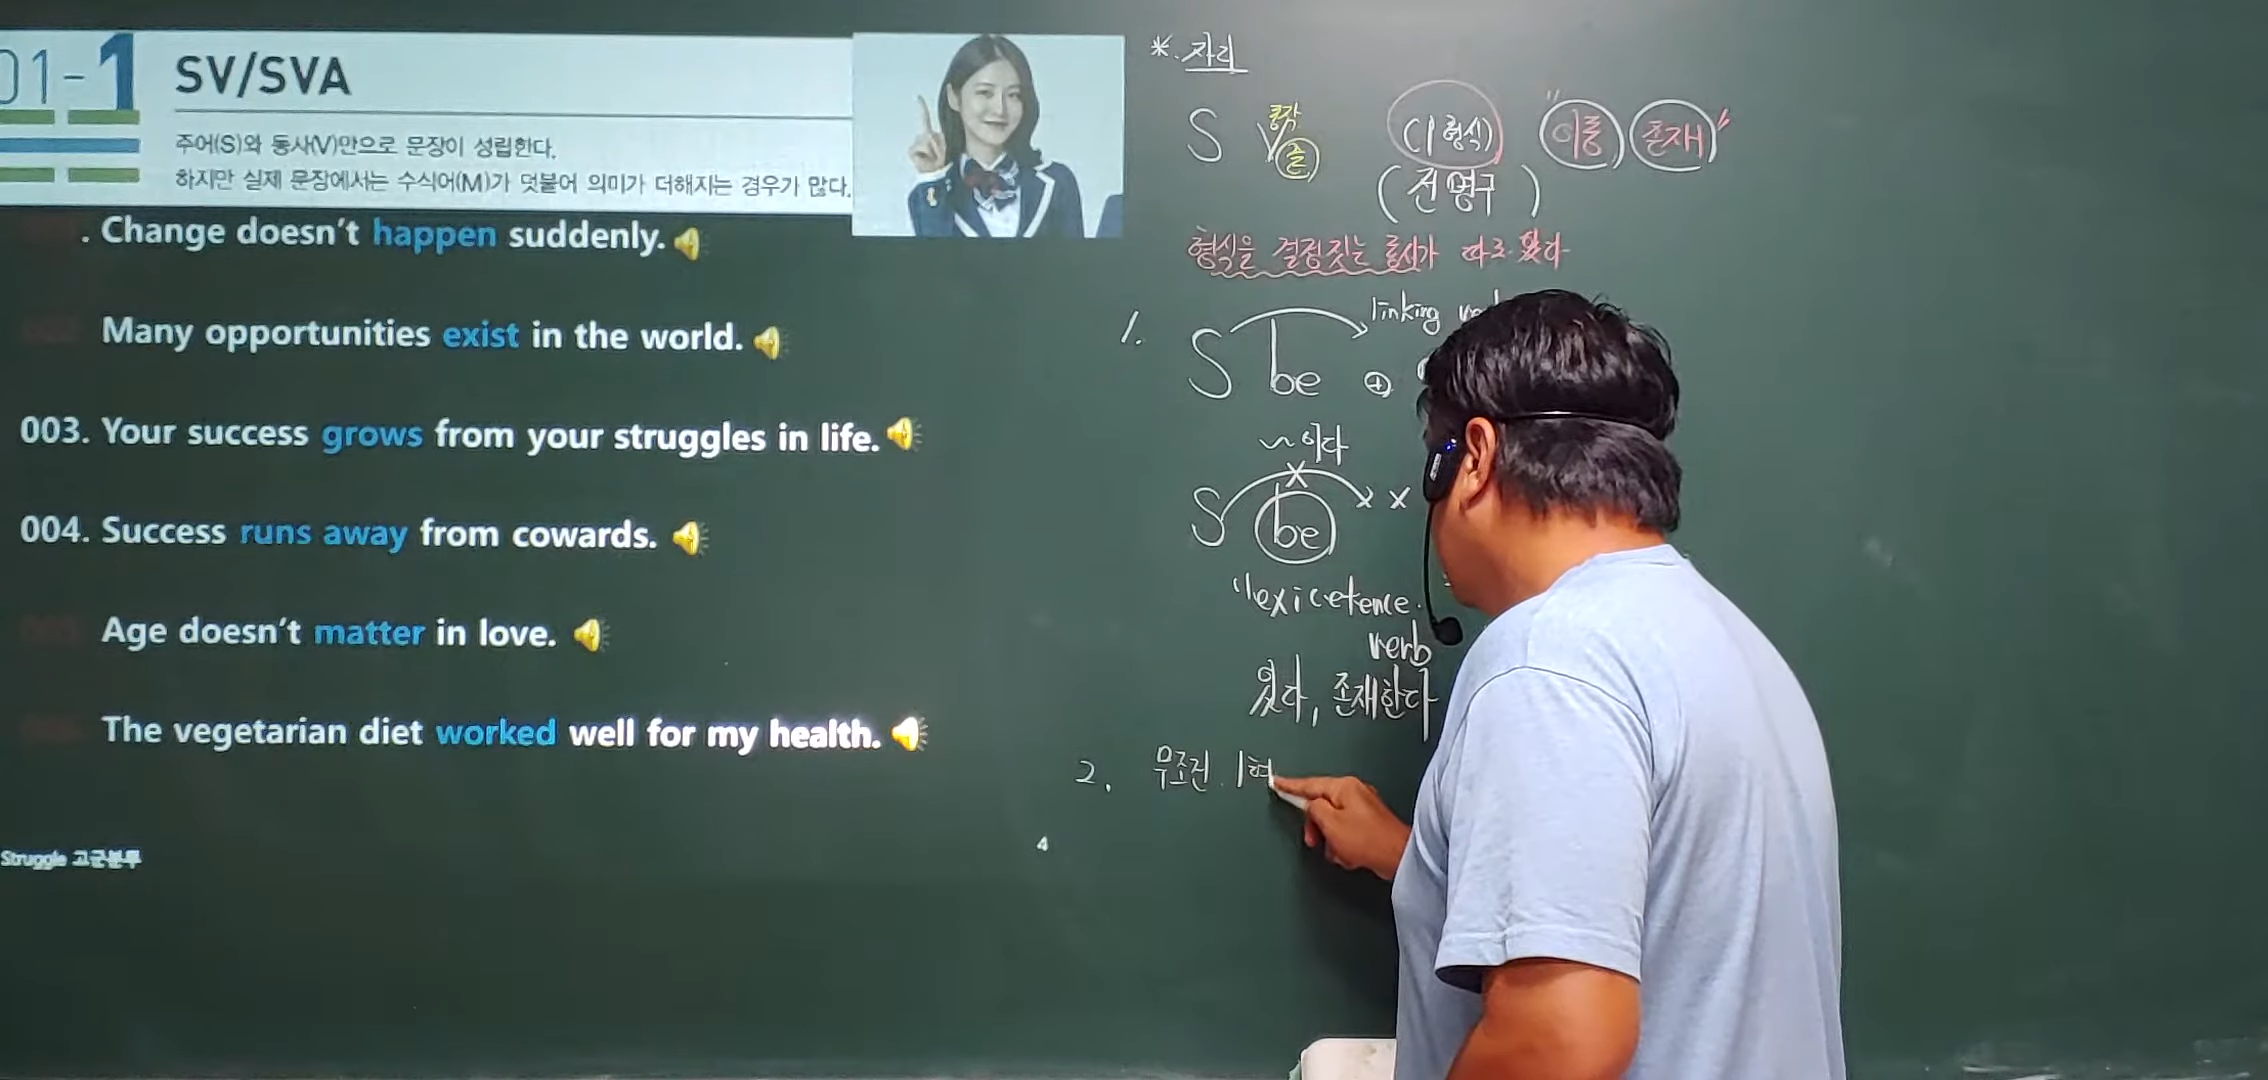 01-1 SV/SVA
주어(S)와 동사(V)만으로 문장이 성립한다.
하지만 실제 문장에서는 수식어(M)가 덧붙어 의미가 더해지는 경우가 많다.
. Change doesn't happen suddenly.
Many opportunities exist in the world.
003. Your success grows from your struggles in life.
004. Success runs away from cowards.
Age doesn't matter in love.
The vegetarian diet worked well for my health.
Struggle 고군분투
4
*. 자리
S V (1형식) "이동 존재"
(전명구)
형식을 결정짓는 동사가 따로 있다
1. linking
S be +
~이다
S be x
"exicetence.
verb
있다, 존재한다
2. 무조건. 1형